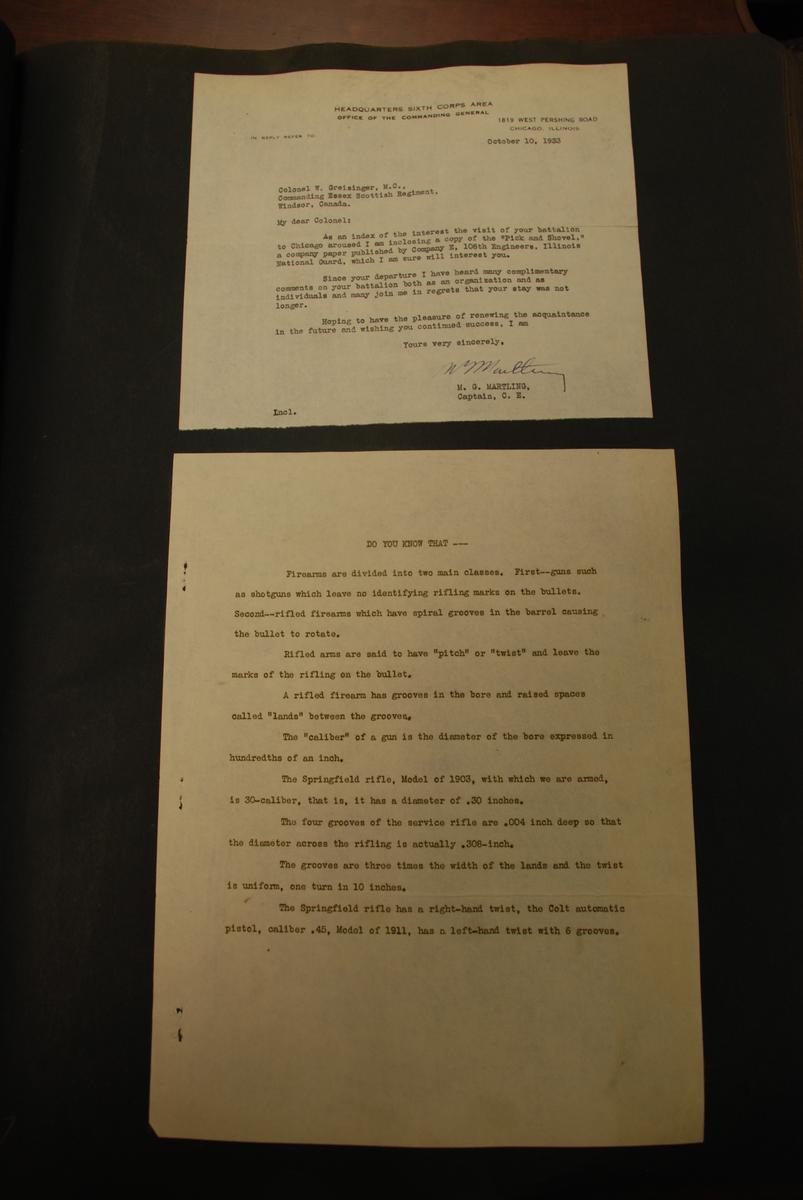 HEADQUARTERS SIXTH CORPS AREA
OFFICE OF THE COMMANDING GENERAL
1819 WEST PERSHING ROAD
CHICAGO, ILLINOIS
IN REPLY REFER TO
October 10, 1933
Colonel W. Greisinger, M.C.,
Commanding Essex Scottish Regiment,
Windsor, Canada.
My dear Colonel:
As an index of the interest the visit of your battalion
to Chicago aroused I am inclosing a copy of the "Pick and Shovel,"
a company paper published by Company E, 108th Engineers, Illinois
National Guard, which I am sure will interest you.
Since your departure I have heard many complimentary
comments on your battalion both as an organization and as
individuals and many join me in regrets that your stay was not
longer.
Hoping to have the pleasure of renewing the acquaintance
in the future and wishing you continued success, I am
Yours very sincerely,
M. G. MARTLING,
Captain, C. E.
Incl.
DO YOU KNOW THAT ---
Firearms are divided into two main classes. First--guns such
as shotguns which leave no identifying rifling marks on the bullets.
Second--rifled firearms which have spiral grooves in the barrel causing
the bullet to rotate.
Rifled arms are said to have "pitch" or "twist" and leave the
marks of the rifling on the bullet.
A rifled firearm has grooves in the bore and raised spaces
called "lands" between the grooves.
The "caliber" of a gun is the diameter of the bore expressed in
hundredths of an inch.
The Springfield rifle, Model of 1903, with which we are armed,
is 30-caliber, that is, it has a diameter of .30 inches.
The four grooves of the service rifle are .004 inch deep so that
the diameter across the rifling is actually .308-inch.
The grooves are three times the width of the lands and the twist
is uniform, one turn in 10 inches.
The Springfield rifle has a right-hand twist, the Colt automatic
pistol, caliber .45, Model of 1911, has a left-hand twist with 6 grooves.